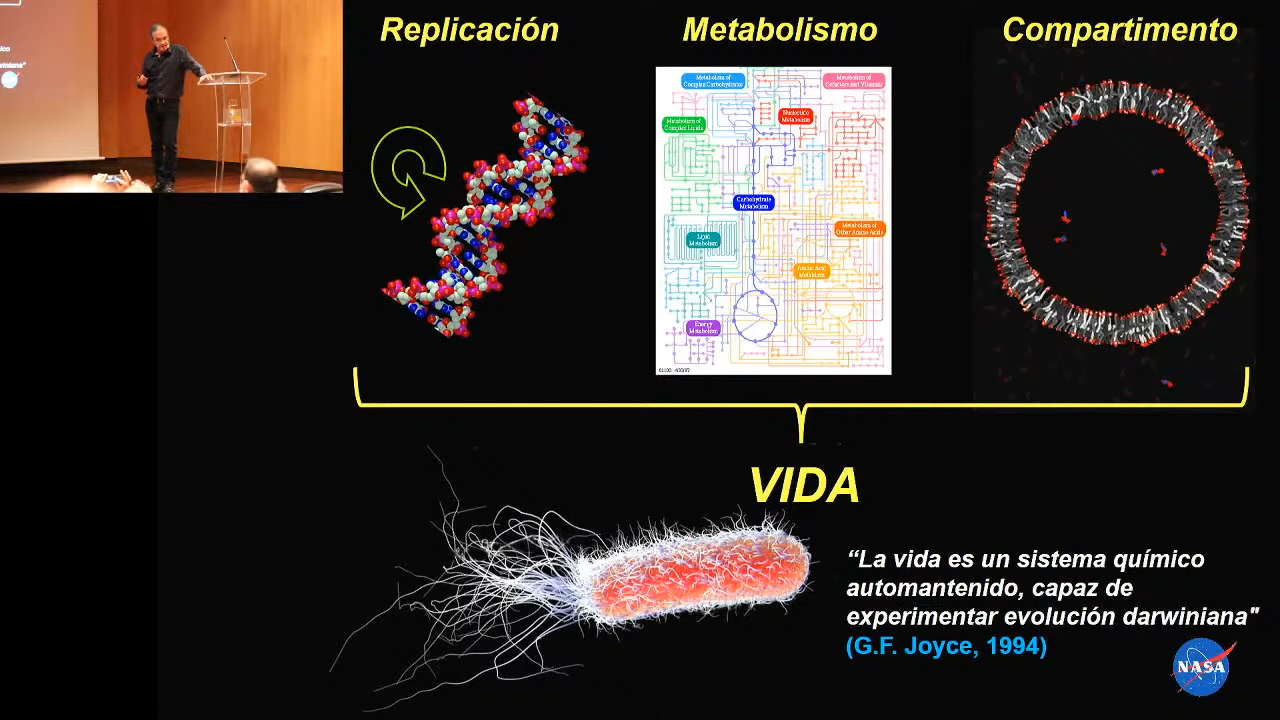 Replicación
Metabolismo
Compartimento
Metabolism of
Complex Carbohydrates
Metabolism of
Cofactors and Vitamins
Nucleotide
Metabolism
Metabolism of
Complex Lipids
Carbohydrate
Metabolism
Metabolism of
Other Amino Acids
Lipid
Metabolism
Amino Acid
Metabolism
Energy
Metabolism
VIDA
“La vida es un sistema químico
automantenido, capaz de
experimentar evolución darwiniana"
(G.F. Joyce, 1994)
NASA